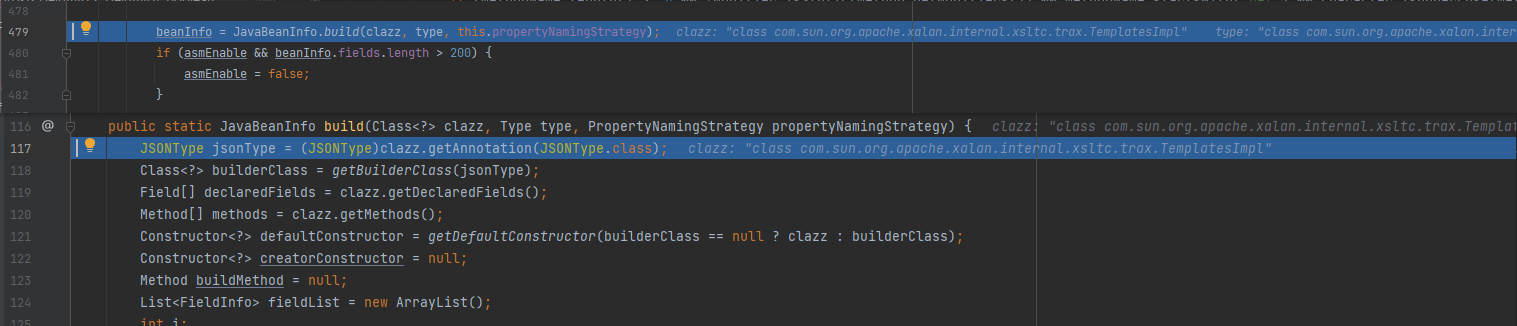 478
479 beanInfo = JavaBeanInfo.build(clazz, type, this.propertyNamingStrategy); clazz: "class com.sun.org.apache.xalan.internal.xsltc.trax.TemplatesImpl" type: "class com.sun.org.apache.xalan.inter
480 if (asmEnable && beanInfo.fields.length > 200) {
481 asmEnable = false;
482 }
116 @ public static JavaBeanInfo build(Class<?> clazz, Type type, PropertyNamingStrategy propertyNamingStrategy) { clazz: "class com.sun.org.apache.xalan.internal.xsltc.trax.Templat
117 JSONType jsonType = (JSONType)clazz.getAnnotation(JSONType.class); clazz: "class com.sun.org.apache.xalan.internal.xsltc.trax.TemplatesImpl"
118 Class<?> builderClass = getBuilderClass(jsonType);
119 Field[] declaredFields = clazz.getDeclaredFields();
120 Method[] methods = clazz.getMethods();
121 Constructor<?> defaultConstructor = getDefaultConstructor(builderClass == null ? clazz : builderClass);
122 Constructor<?> creatorConstructor = null;
123 Method buildMethod = null;
124 List<FieldInfo> fieldList = new ArrayList();
125 int i;